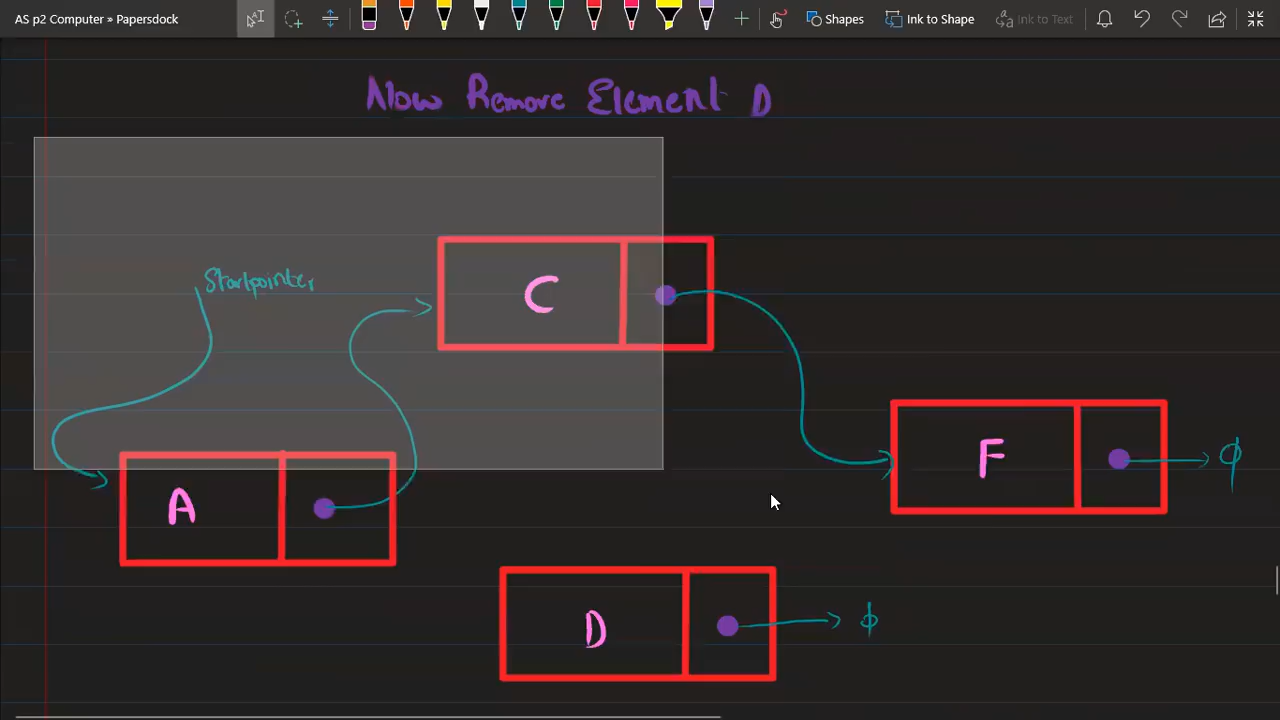 AS p2 Computer » Papersdock
Shapes
Ink to Shape
Ink to Text
Now Remove Element D
Startpointer
C
F
ϕ
A
D
ϕ